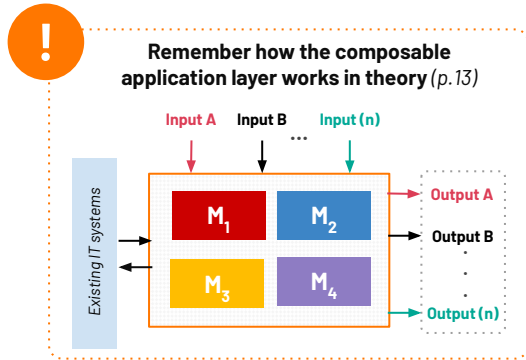 !
Remember how the composable
application layer works in theory (p.13)
Input A Input B ... Input (n)
Existing IT systems
M1 M2
M3 M4
Output A
Output B
.
.
.
Output (n)